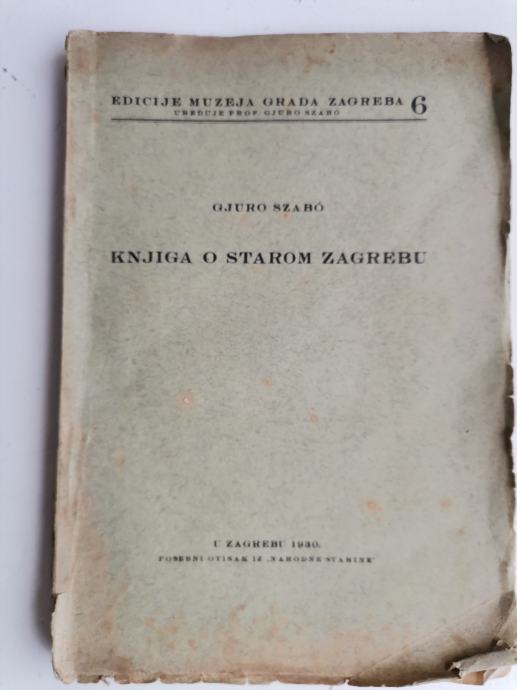 EDICIJE MUZEJA GRADA ZAGREBA 6
UREĐUJE PROF. GJURO SZABO
GJURO SZABÓ
KNJIGA O STAROM ZAGREBU
U ZAGREBU 1930.
POSEBNI OTISAK IZ „NARODNE STARINE”